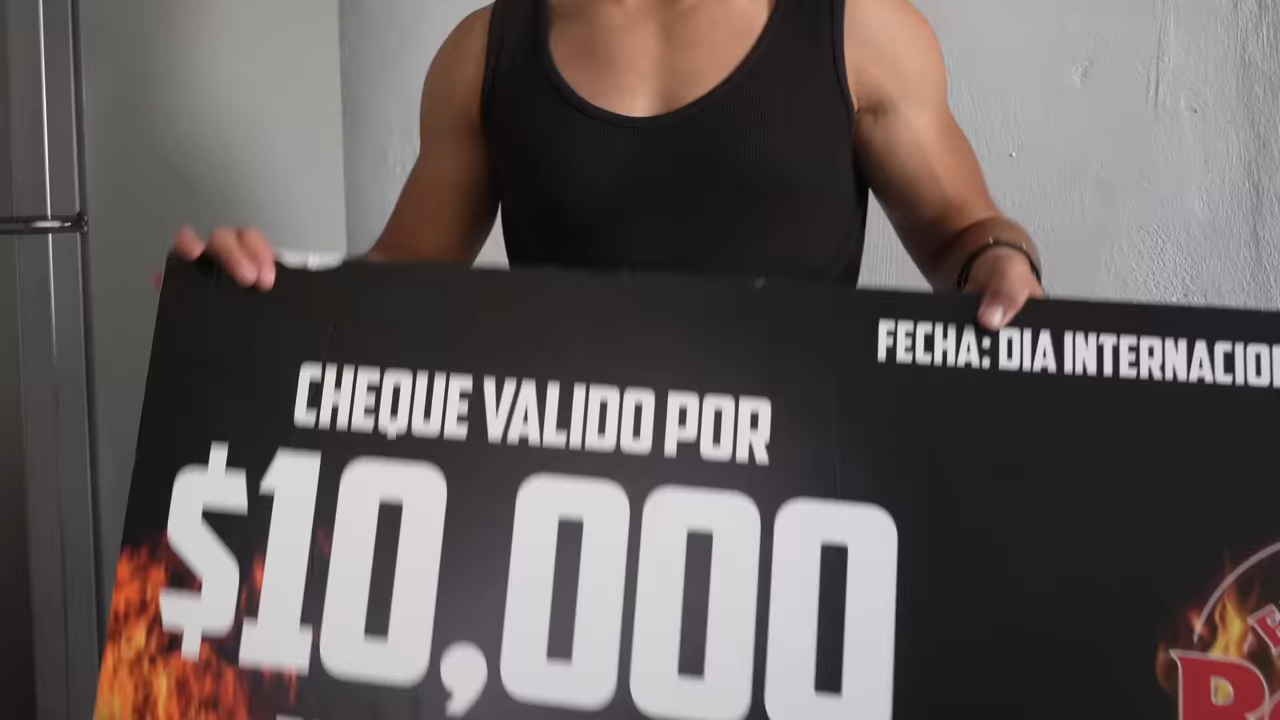 FECHA: DIA INTERNACIO
CHEQUE VALIDO POR
$10,000